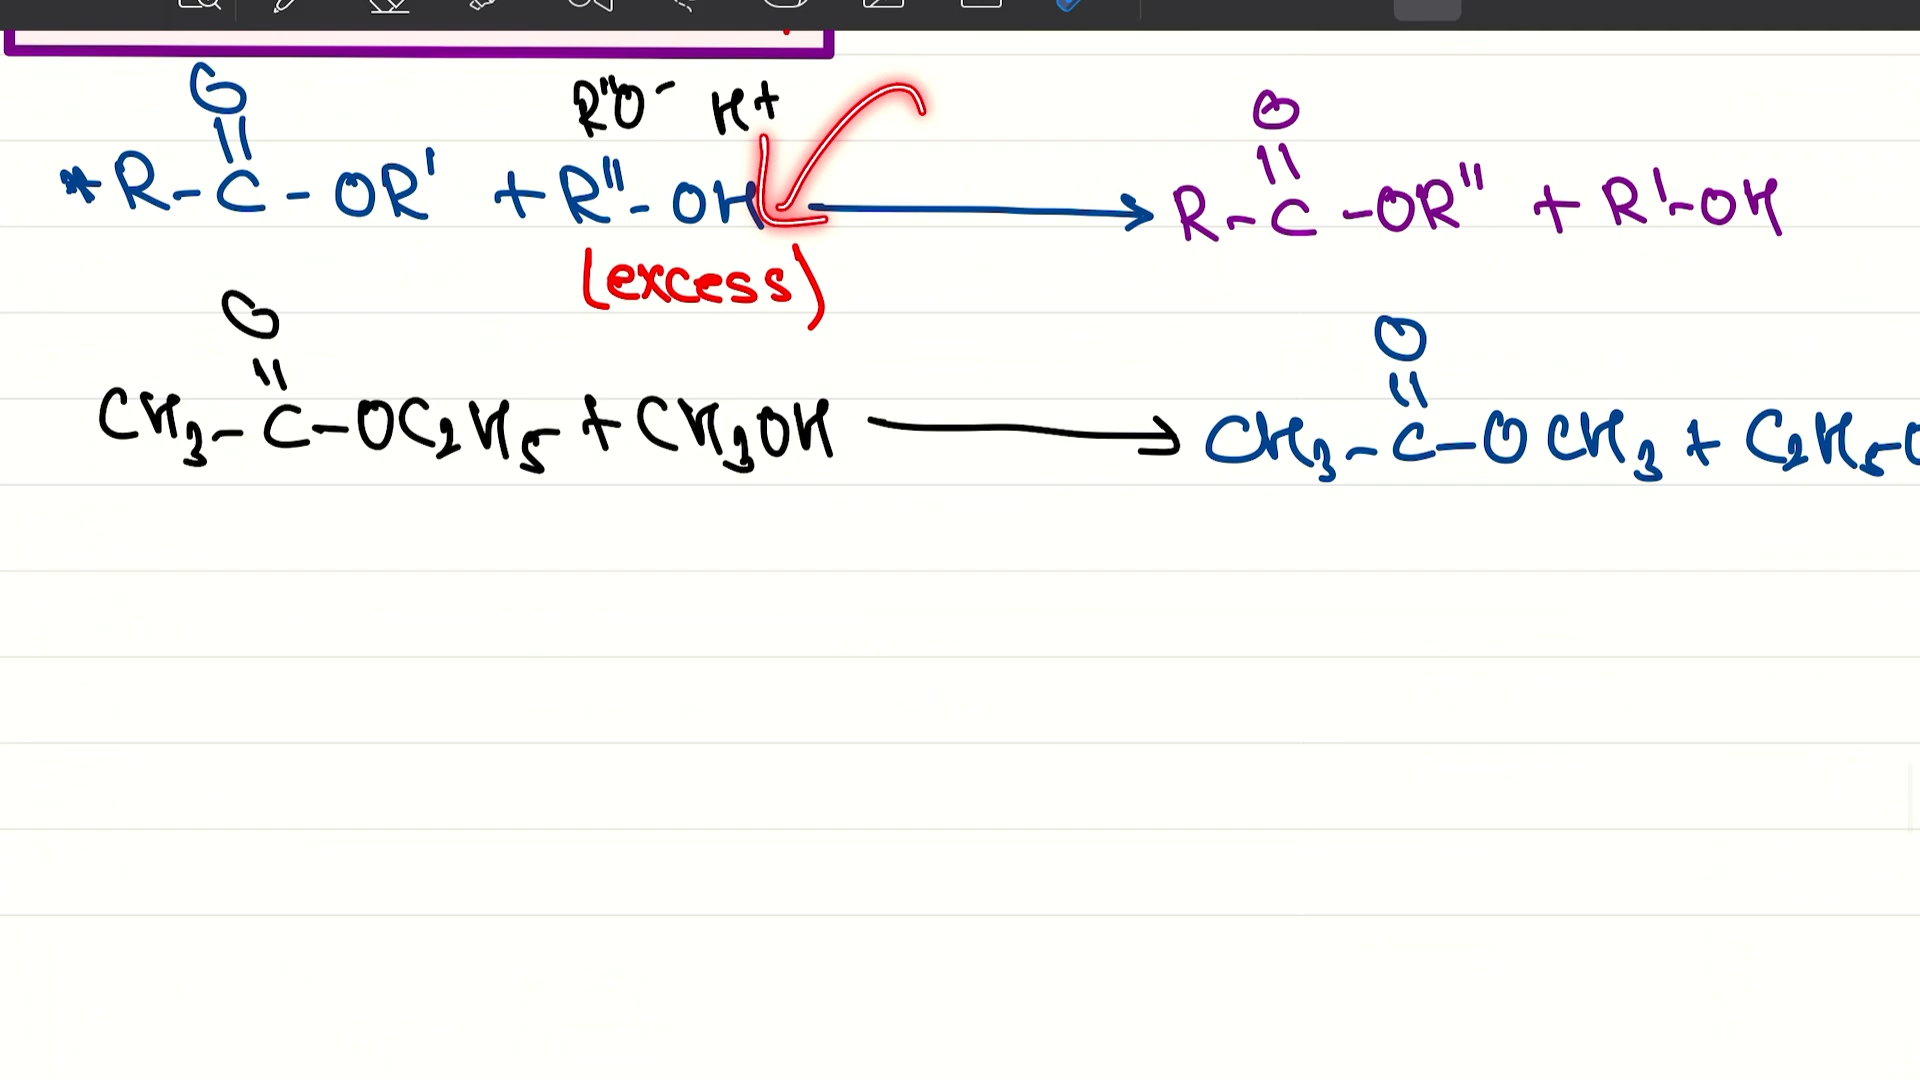 O R"O⁻ H+ O
* R-C-OR' + R"-OH → R-C-OR" + R'-OH
(excess)
O O
CH₃-C-OC₂H₅ + CH₃OH → CH₃-C-OCH₃ + C₂H₅-O